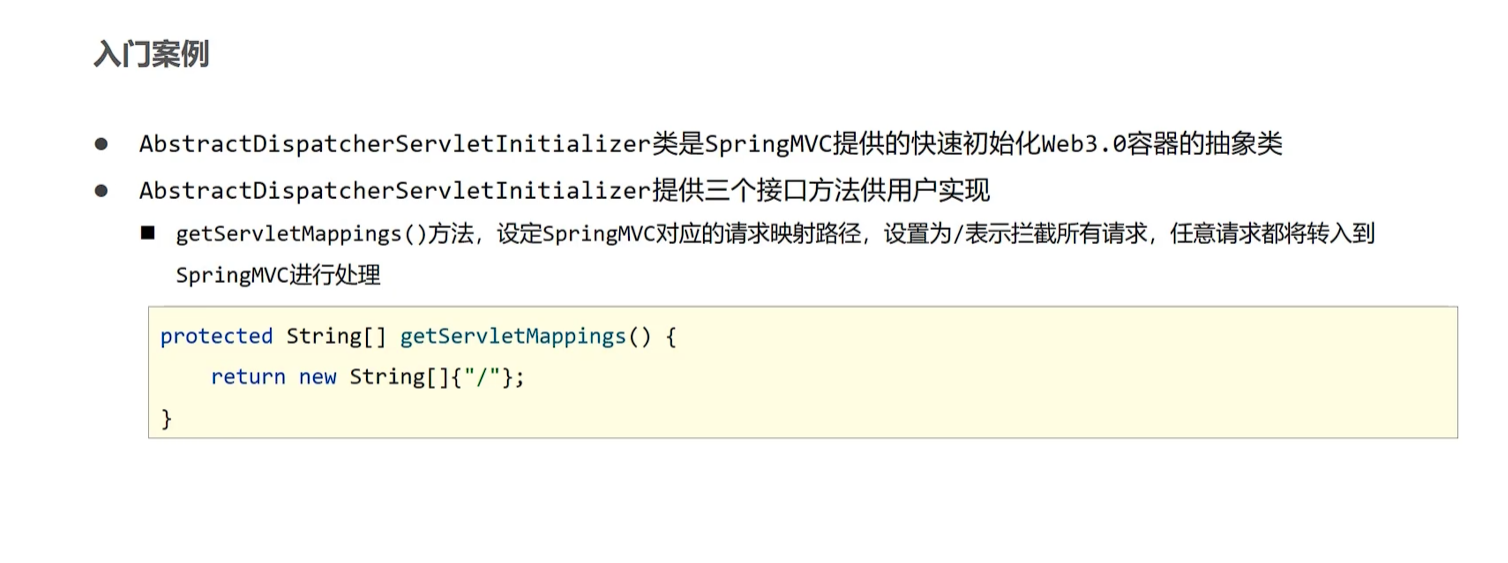 入门案例
● AbstractDispatcherServletInitializer类是SpringMVC提供的快速初始化Web3.0容器的抽象类
● AbstractDispatcherServletInitializer提供三个接口方法供用户实现
■ getServletMappings()方法，设定SpringMVC对应的请求映射路径，设置为/表示拦截所有请求，任意请求都将转入到
SpringMVC进行处理
protected String[] getServletMappings() {
    return new String[]{"/"};
}